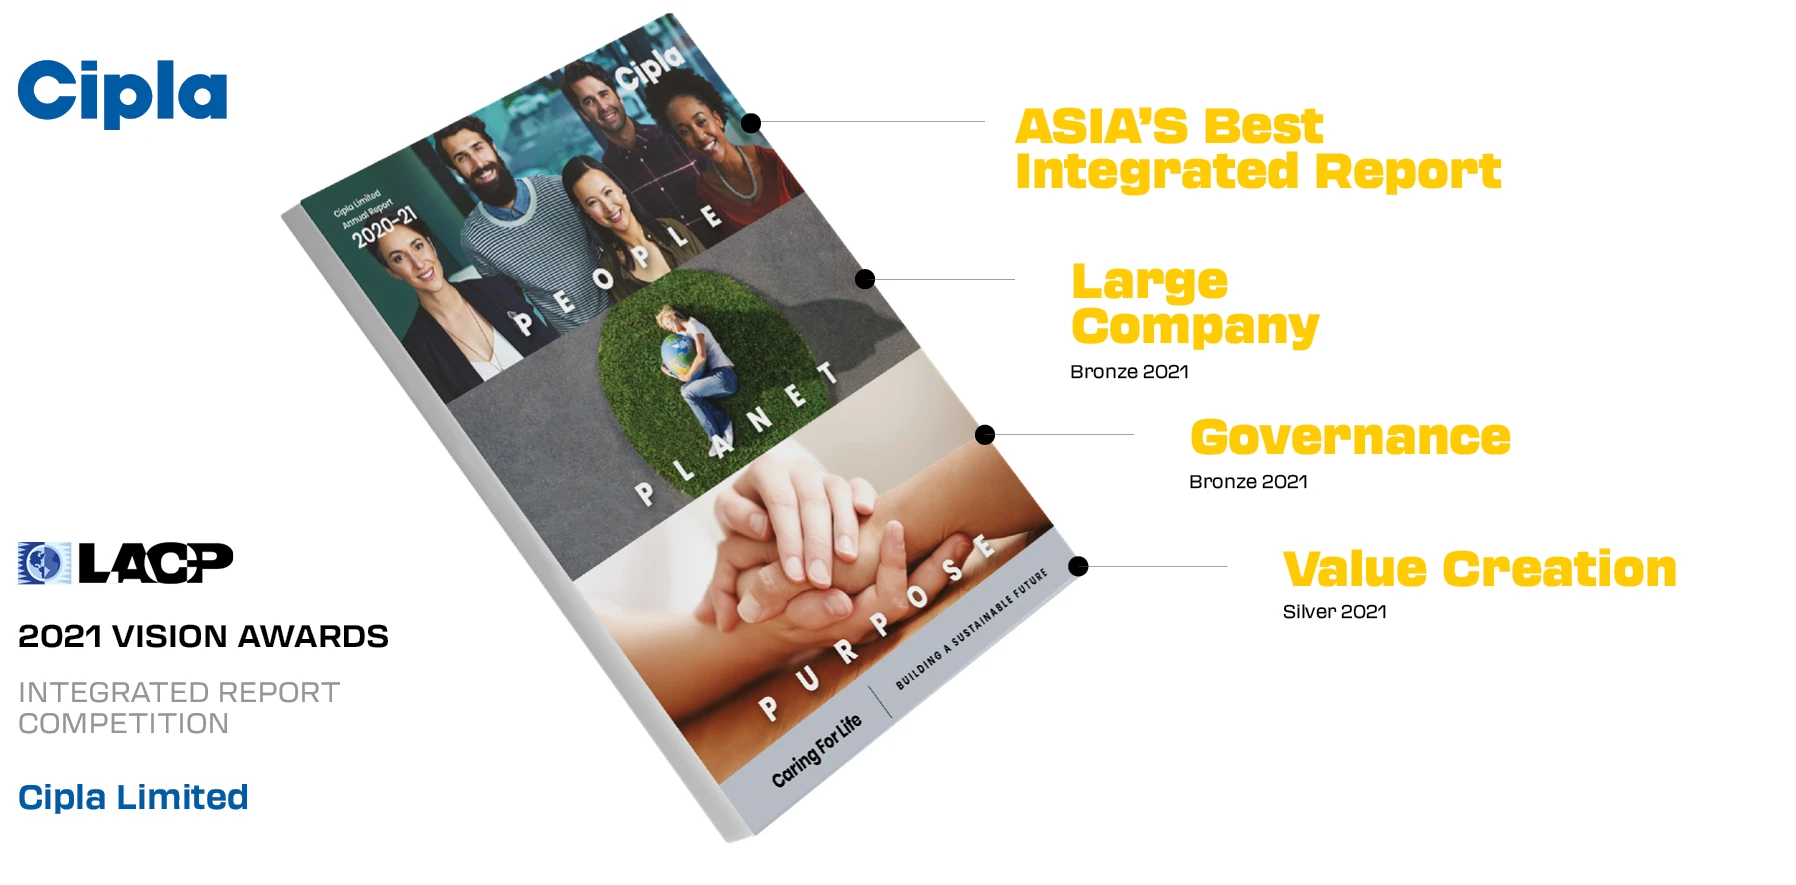 Cipla
LACP
2021 VISION AWARDS
INTEGRATED REPORT
COMPETITION
Cipla Limited
Cipla
Cipla Limited
Annual Report
2020-21
PEOPLE
PLANET
PURPOSE
Caring For Life
BUILDING A SUSTAINABLE FUTURE
ASIA'S Best
Integrated Report
Large
Company
Bronze 2021
Governance
Bronze 2021
Value Creation
Silver 2021